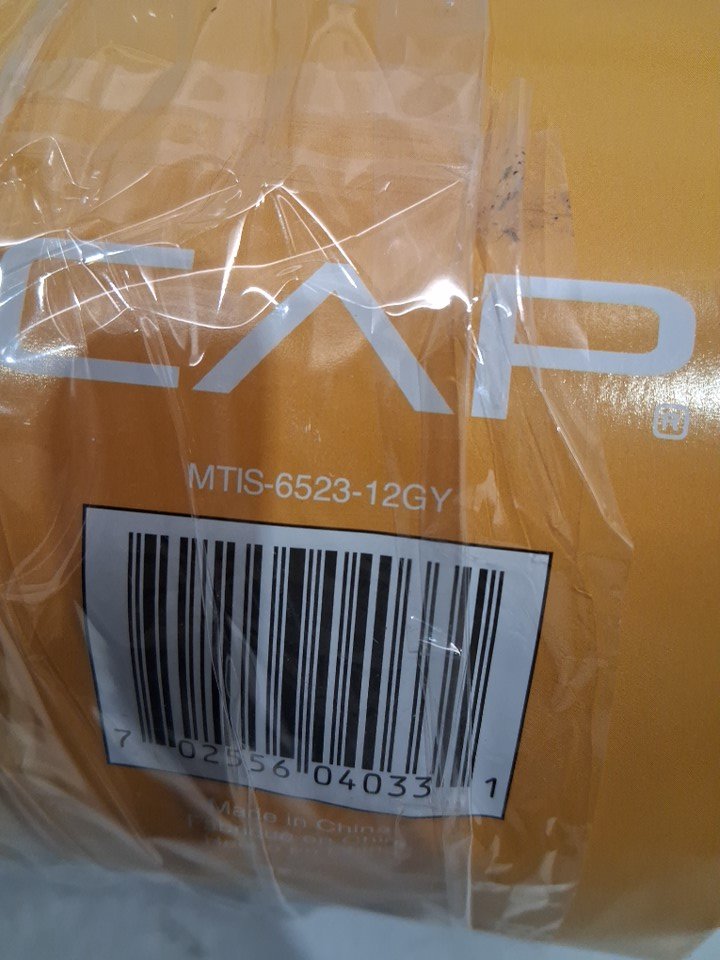 CAP®
MTIS-6523-12GY
7 02556 04033 1
Made in China